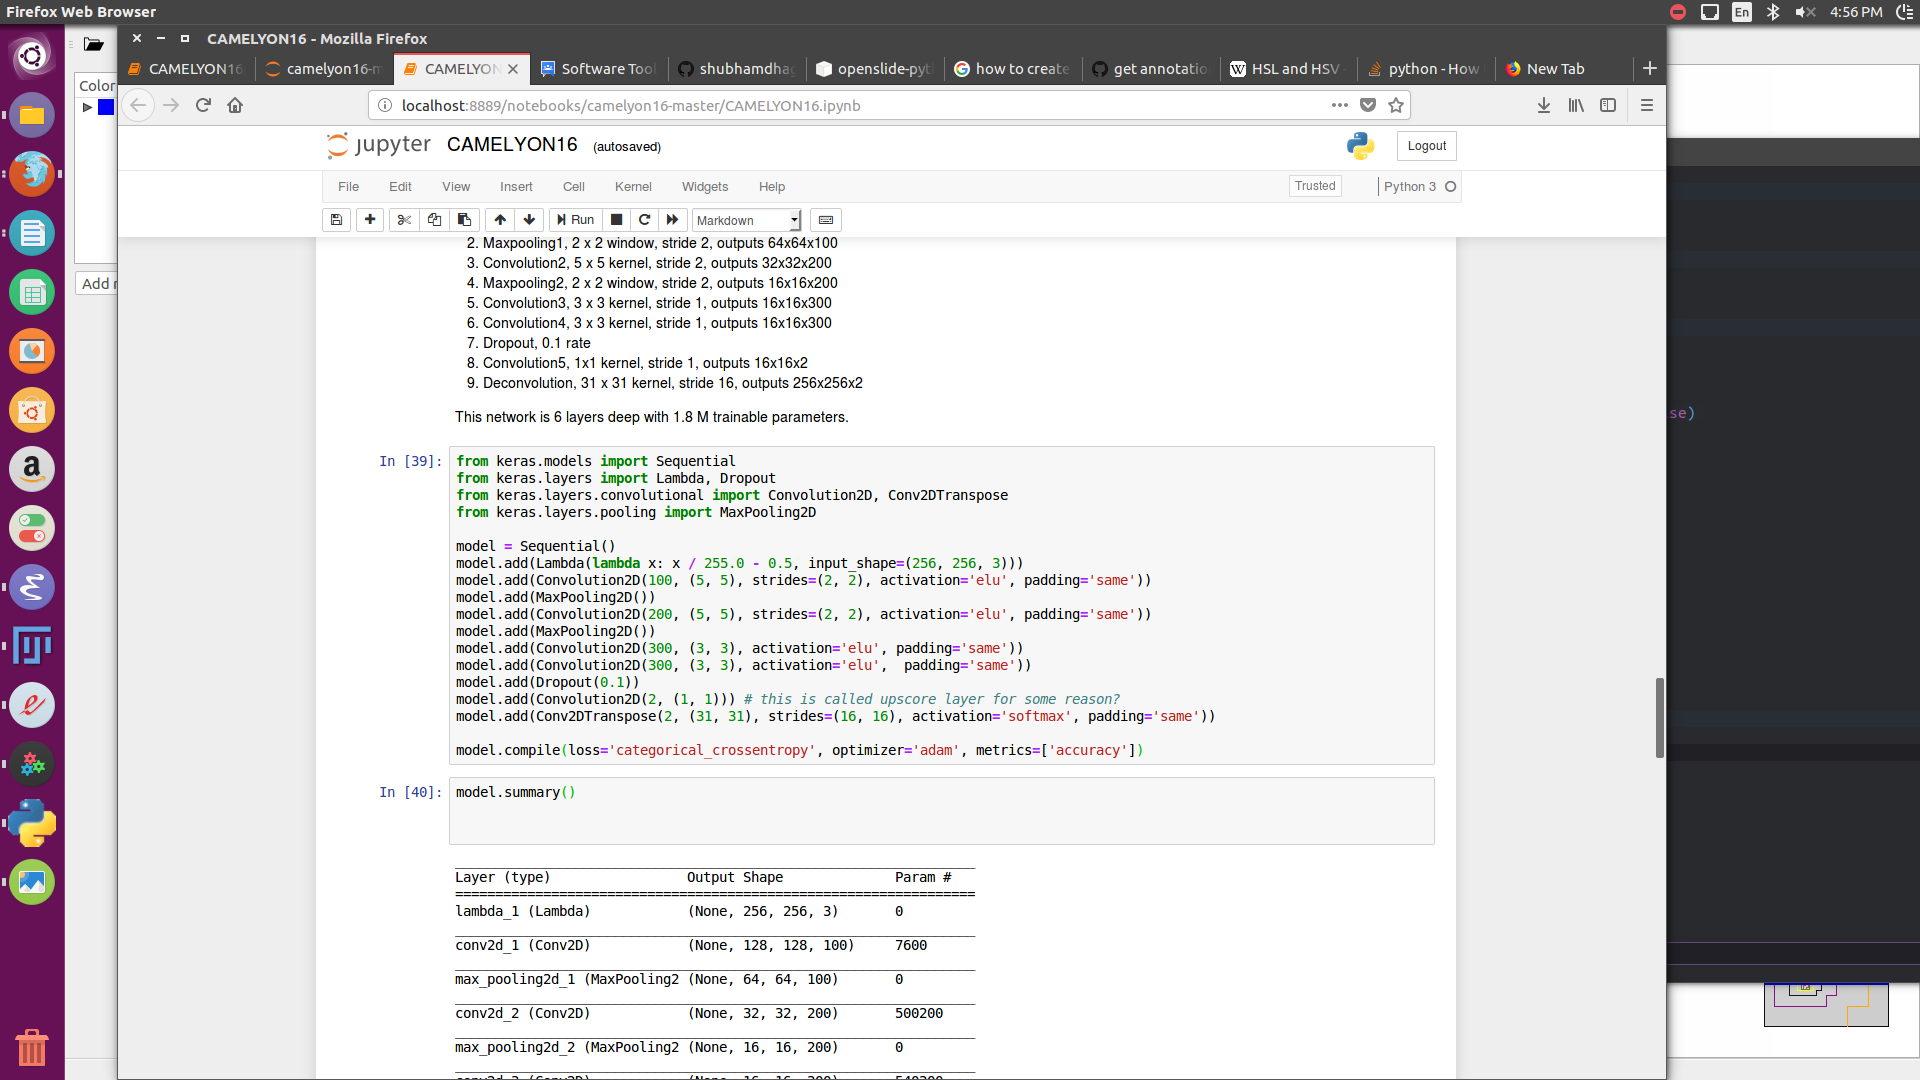 Firefox Web Browser
En
4:56 PM
CAMELYON16 - Mozilla Firefox
CAMELYON16
camelyon16-m
CAMELYON
Software Too
shubhamdha
openslide-pyt
how to create
get annotatio
HSL and HSV -
python - How
New Tab
localhost:8889/notebooks/camelyon16-master/CAMELYON16.ipynb
Color
Add
jupyter CAMELYON16 (autosaved)
Logout
File Edit View Insert Cell Kernel Widgets Help
Trusted
Python 3
Run
Markdown
2. Maxpooling1, 2 x 2 window, stride 2, outputs 64x64x100
3. Convolution2, 5 x 5 kernel, stride 2, outputs 32x32x200
4. Maxpooling2, 2 x 2 window, stride 2, outputs 16x16x200
5. Convolution3, 3 x 3 kernel, stride 1, outputs 16x16x300
6. Convolution4, 3 x 3 kernel, stride 1, outputs 16x16x300
7. Dropout, 0.1 rate
8. Convolution5, 1x1 kernel, stride 1, outputs 16x16x2
9. Deconvolution, 31 x 31 kernel, stride 16, outputs 256x256x2
This network is 6 layers deep with 1.8 M trainable parameters.
In [39]:
from keras.models import Sequential
from keras.layers import Lambda, Dropout
from keras.layers.convolutional import Convolution2D, Conv2DTranspose
from keras.layers.pooling import MaxPooling2D
model = Sequential()
model.add(Lambda(lambda x: x / 255.0 - 0.5, input_shape=(256, 256, 3)))
model.add(Convolution2D(100, (5, 5), strides=(2, 2), activation='elu', padding='same'))
model.add(MaxPooling2D())
model.add(Convolution2D(200, (5, 5), strides=(2, 2), activation='elu', padding='same'))
model.add(MaxPooling2D())
model.add(Convolution2D(300, (3, 3), activation='elu', padding='same'))
model.add(Convolution2D(300, (3, 3), activation='elu',  padding='same'))
model.add(Dropout(0.1))
model.add(Convolution2D(2, (1, 1))) # this is called upscore layer for some reason?
model.add(Conv2DTranspose(2, (31, 31), strides=(16, 16), activation='softmax', padding='same'))
model.compile(loss='categorical_crossentropy', optimizer='adam', metrics=['accuracy'])
In [40]:
model.summary()
Layer (type) Output Shape Param #
=================================================================
lambda_1 (Lambda) (None, 256, 256, 3) 0
conv2d_1 (Conv2D) (None, 128, 128, 100) 7600
max_pooling2d_1 (MaxPooling2 (None, 64, 64, 100) 0
conv2d_2 (Conv2D) (None, 32, 32, 200) 500200
max_pooling2d_2 (MaxPooling2 (None, 16, 16, 200) 0
se)